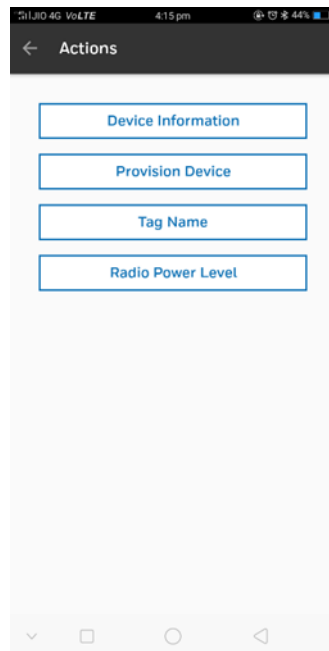 JIO 4G VoLTE 4:15 pm 44%
Actions
Device Information
Provision Device
Tag Name
Radio Power Level